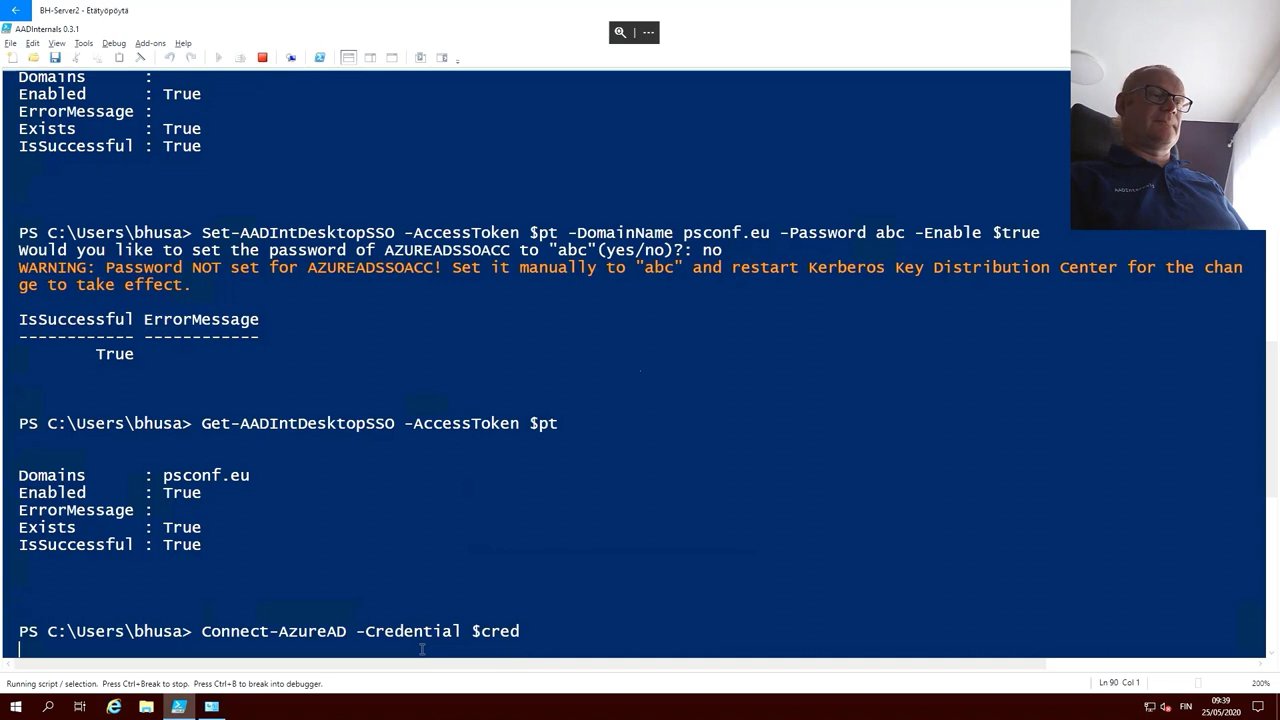 BH-Server2 - Etätyöpöytä
AADInternals 0.3.1
File Edit View Tools Debug Add-ons Help
Domains :
Enabled : True
ErrorMessage :
Exists : True
IsSuccessful : True
PS C:\Users\bhusa> Set-AADIntDesktopSSO -AccessToken $pt -DomainName psconf.eu -Password abc -Enable $true
Would you like to set the password of AZUREADSSOACC to "abc"(yes/no)?: no
WARNING: Password NOT set for AZUREADSSOACC! Set it manually to "abc" and restart Kerberos Key Distribution Center for the chan
ge to take effect.
IsSuccessful ErrorMessage
------------ ------------
True
PS C:\Users\bhusa> Get-AADIntDesktopSSO -AccessToken $pt
Domains : psconf.eu
Enabled : True
ErrorMessage :
Exists : True
IsSuccessful : True
PS C:\Users\bhusa> Connect-AzureAD -Credential $cred
Running script / selection. Press Ctrl+Break to stop. Press Ctrl+B to break into debugger.
Ln 90 Col 1
200%
FIN
09:39
25/05/2020